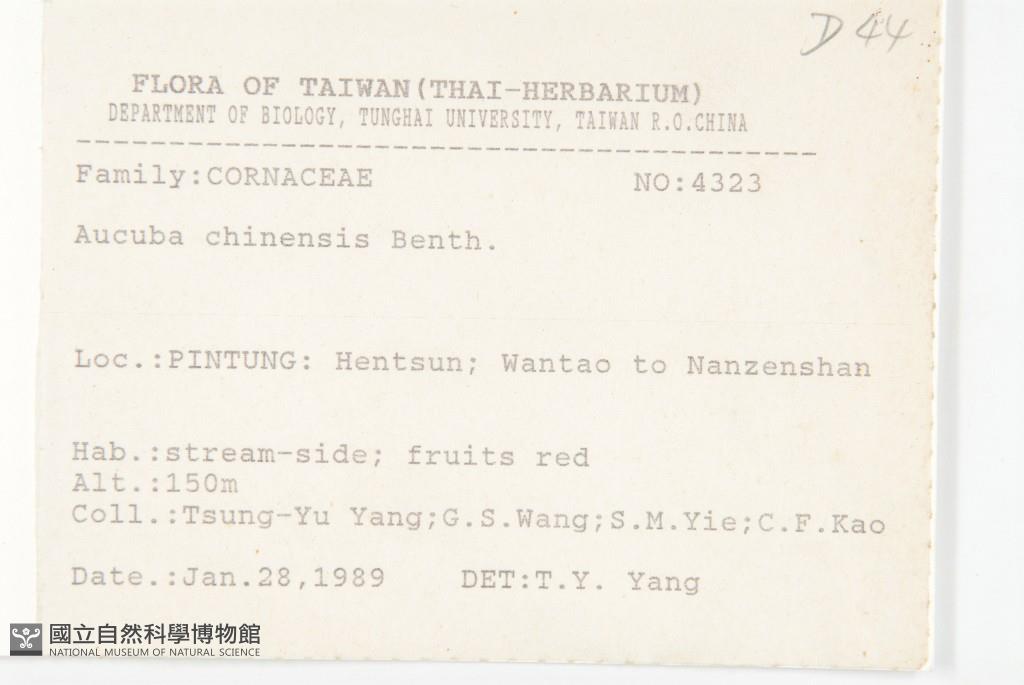 D 44
FLORA OF TAIWAN(THAI-HERBARIUM)
DEPARTMENT OF BIOLOGY, TUNGHAI UNIVERSITY, TAIWAN R.O.CHINA
Family:CORNACEAE NO:4323
Aucuba chinensis Benth.
Loc.:PINTUNG: Hentsun; Wantao to Nanzenshan
Hab.:stream-side; fruits red
Alt.:150m
Coll.:Tsung-Yu Yang;G.S.Wang;S.M.Yie;C.F.Kao
Date.:Jan.28,1989 DET:T.Y. Yang
國立自然科學博物館
NATIONAL MUSEUM OF NATURAL SCIENCE